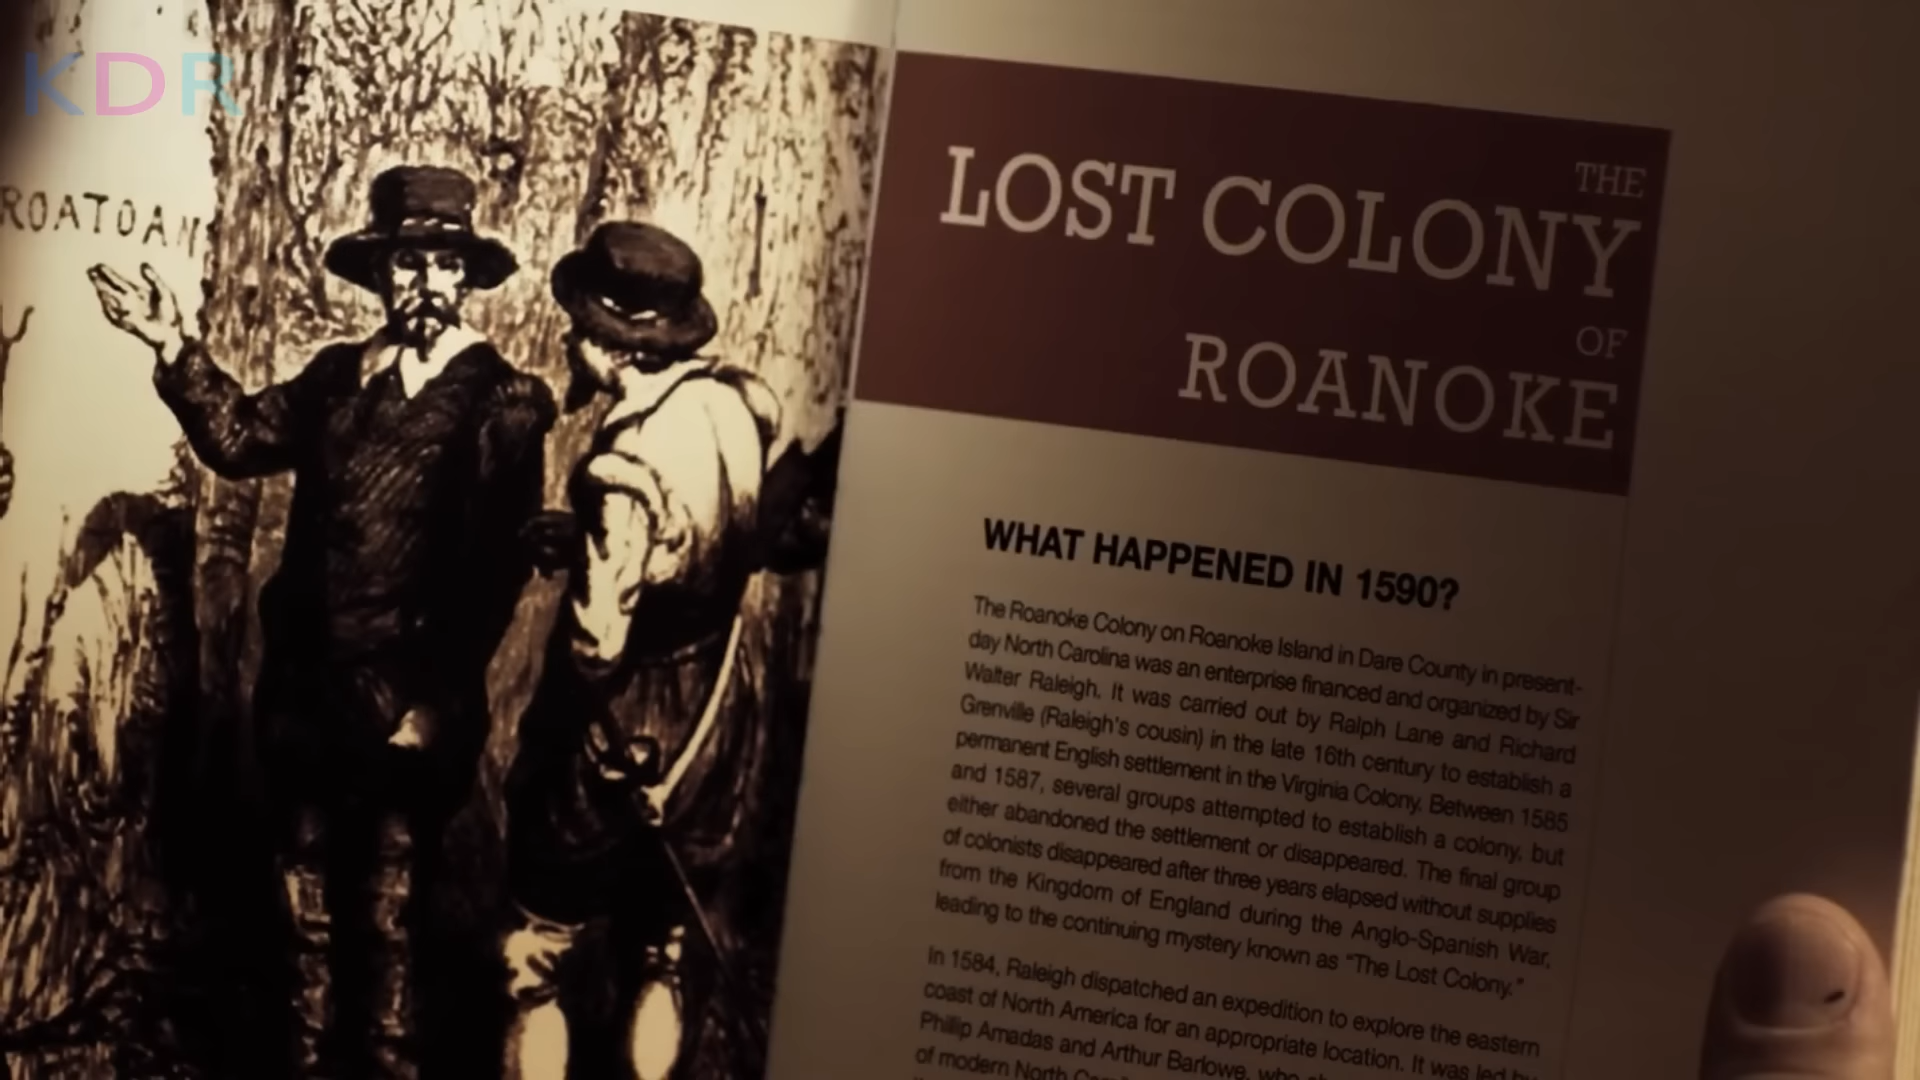 KDR
ROATOAN
THE
LOST COLONY
OF
ROANOKE
WHAT HAPPENED IN 1590?
The Roanoke Colony on Roanoke Island in Dare County in present-
day North Carolina was an enterprise financed and organized by Sir
Walter Raleigh. It was carried out by Ralph Lane and Richard
Grenville (Raleigh's cousin) in the late 16th century to establish a
permanent English settlement in the Virginia Colony. Between 1585
and 1587, several groups attempted to establish a colony, but
either abandoned the settlement or disappeared. The final group
of colonists disappeared after three years elapsed without supplies
from the Kingdom of England during the Anglo-Spanish War,
leading to the continuing mystery known as "The Lost Colony."
In 1584, Raleigh dispatched an expedition to explore the eastern
coast of North America for an appropriate location. It was led by
Phillip Amadas and Arthur Barlowe, who
of modern North